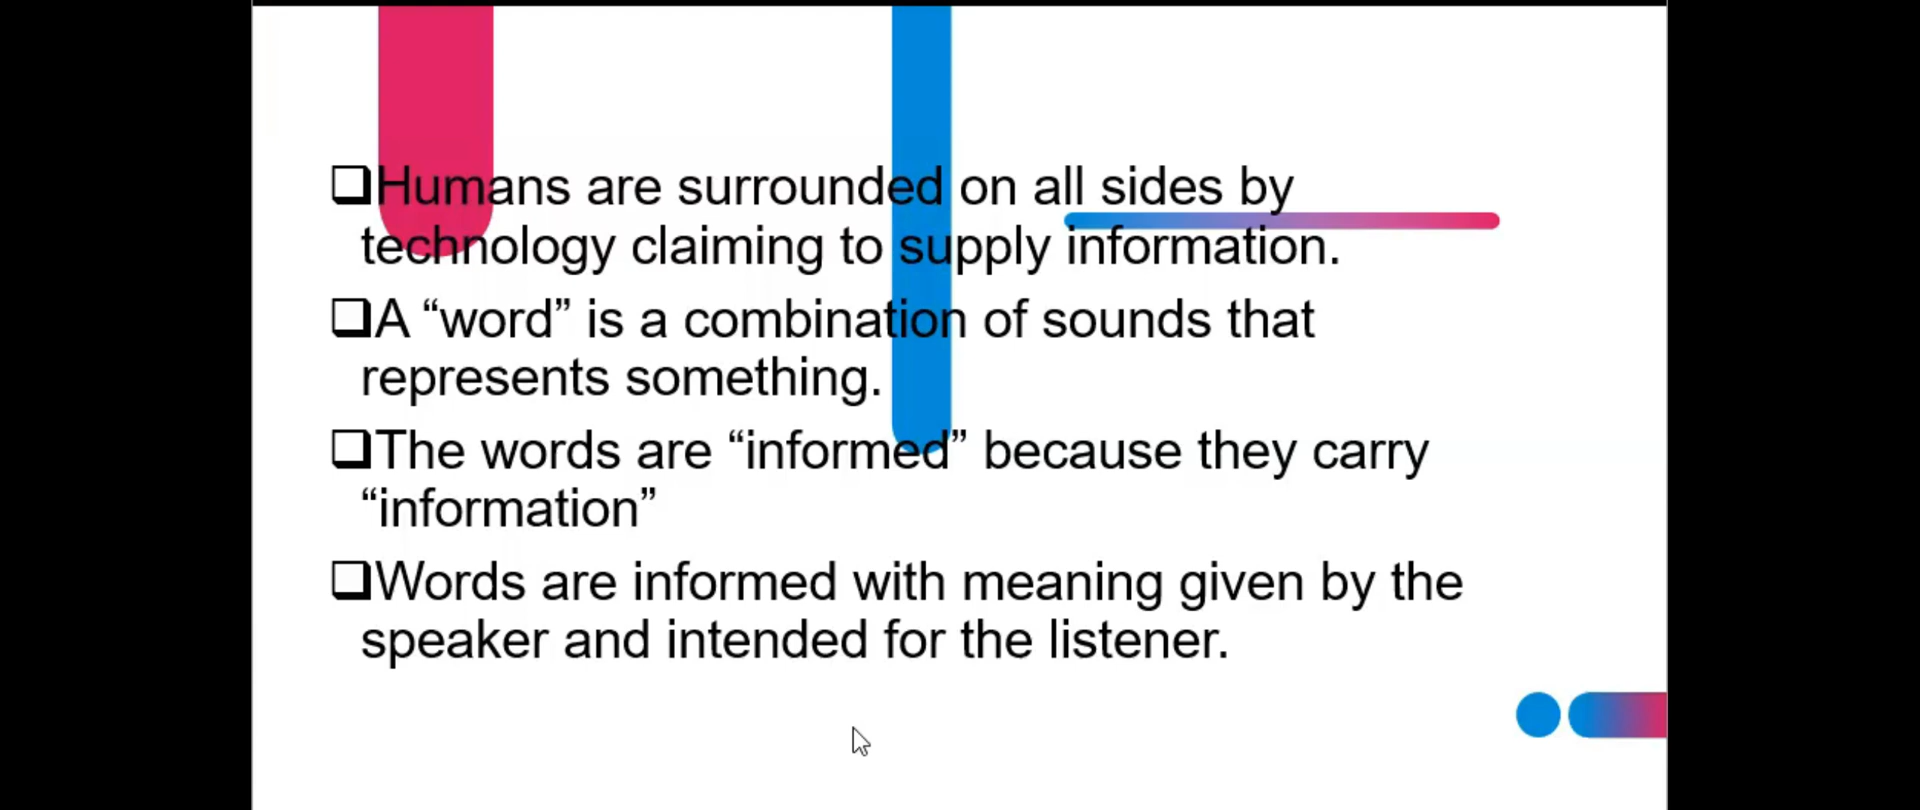 ❑Humans are surrounded on all sides by
technology claiming to supply information.
❑A “word” is a combination of sounds that
represents something.
❑The words are “informed” because they carry
“information”
❑Words are informed with meaning given by the
speaker and intended for the listener.